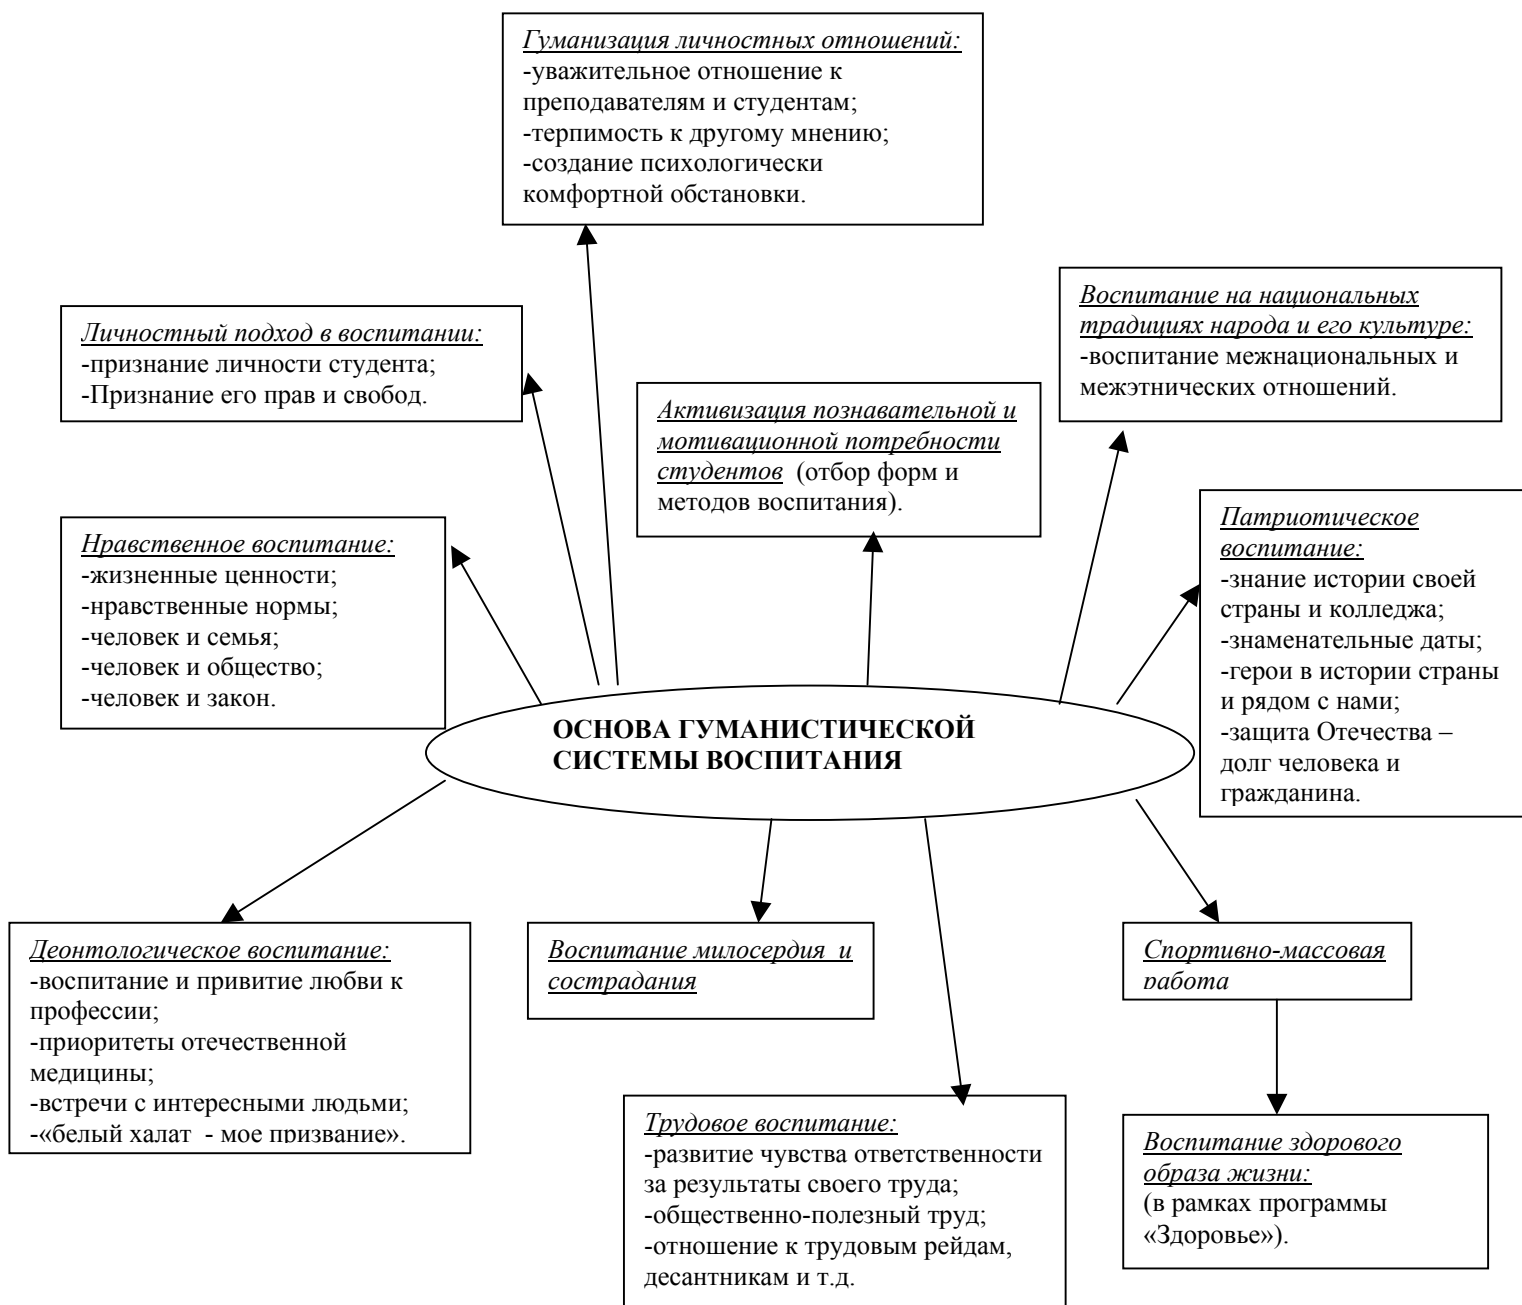 Гуманизация личностных отношений:
-уважительное отношение к
преподавателям и студентам;
-терпимость к другому мнению;
-создание психологически
комфортной обстановки.
Личностный подход в воспитании:
-признание личности студента;
-Признание его прав и свобод.
Воспитание на национальных
традициях народа и его культуре:
-воспитание межнациональных и
межэтнических отношений.
Активизация познавательной и
мотивационной потребности
студентов (отбор форм и
методов воспитания).
Нравственное воспитание:
-жизненные ценности;
-нравственные нормы;
-человек и семья;
-человек и общество;
-человек и закон.
Патриотическое
воспитание:
-знание истории своей
страны и колледжа;
-знаменательные даты;
-герои в истории страны
и рядом с нами;
-защита Отечества –
долг человека и
гражданина.
ОСНОВА ГУМАНИСТИЧЕСКОЙ
СИСТЕМЫ ВОСПИТАНИЯ
Деонтологическое воспитание:
-воспитание и привитие любви к
профессии;
-приоритеты отечественной
медицины;
-встречи с интересными людьми;
-«белый халат - мое призвание».
Воспитание милосердия и
сострадания
Спортивно-массовая
работа
Трудовое воспитание:
-развитие чувства ответственности
за результаты своего труда;
-общественно-полезный труд;
-отношение к трудовым рейдам,
десантникам и т.д.
Воспитание здорового
образа жизни:
(в рамках программы
«Здоровье»).